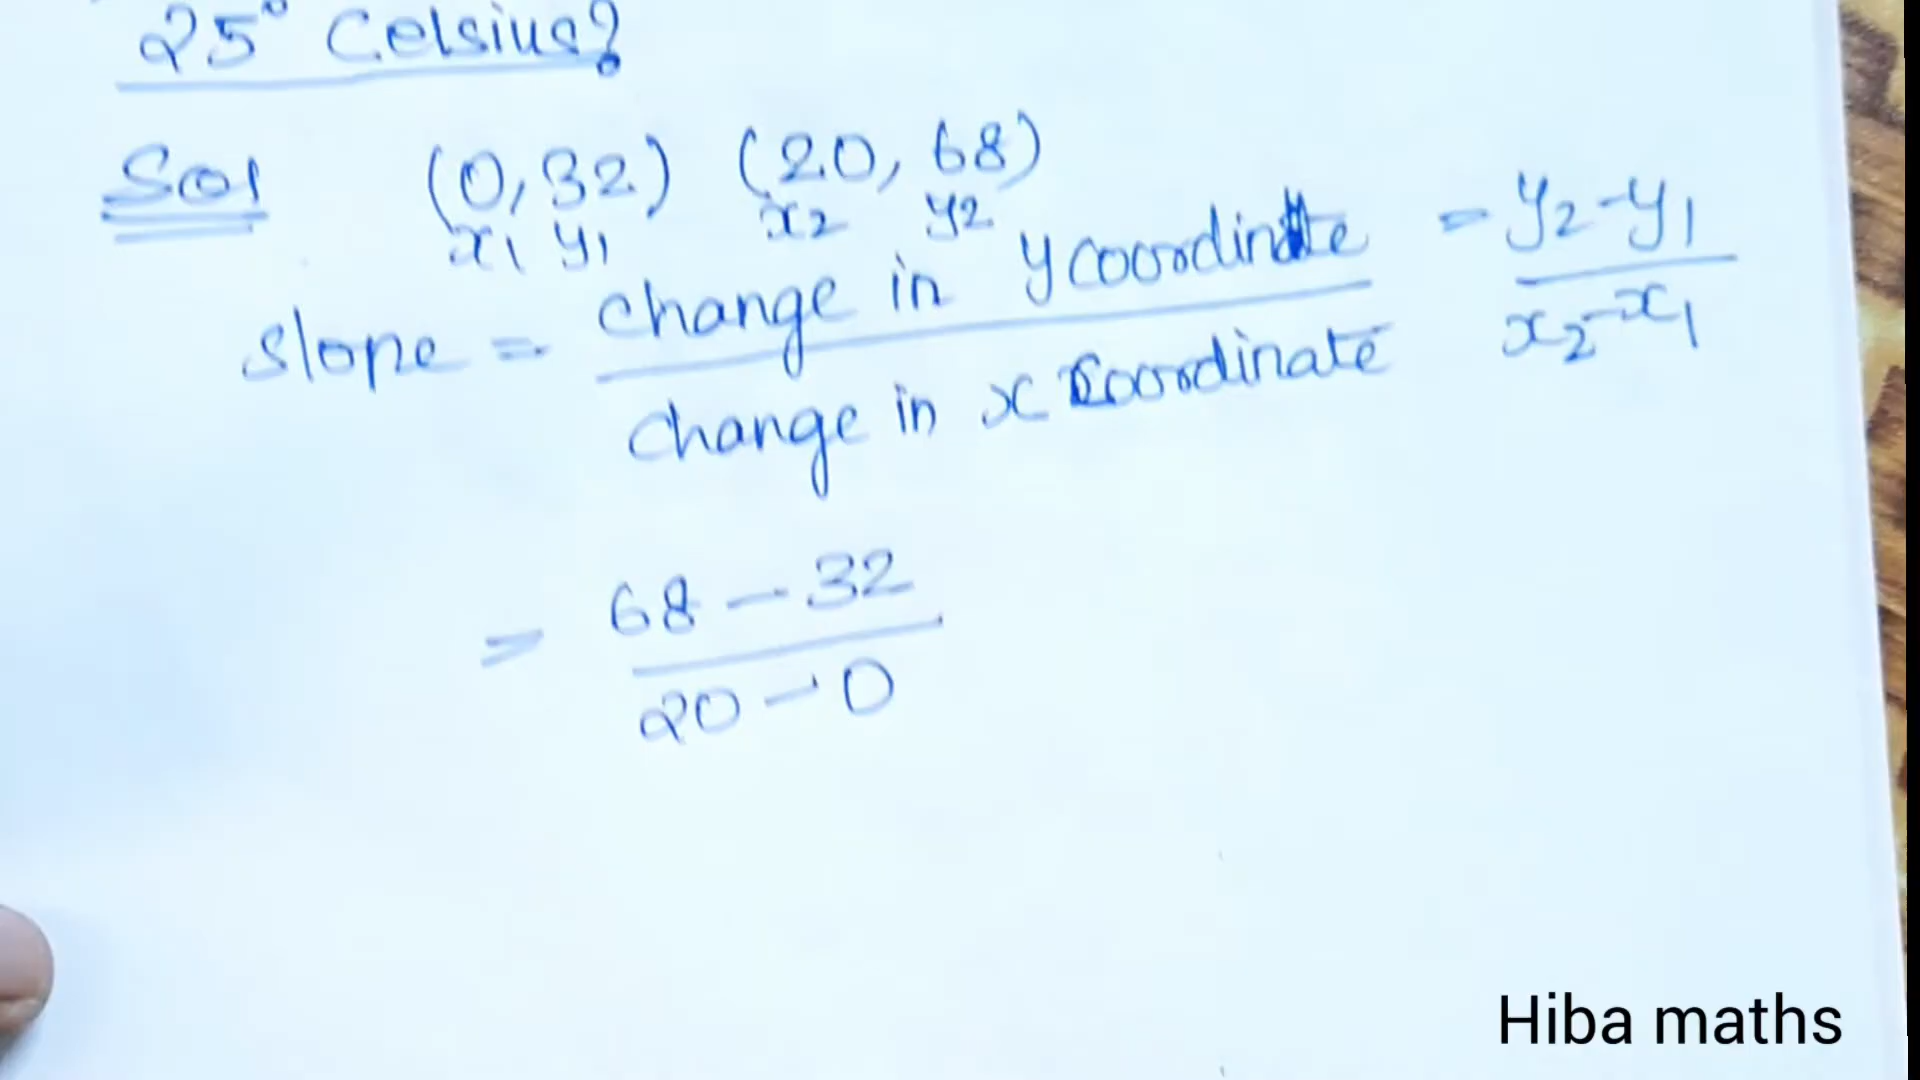 25° Celsius?
Sol (0,32) (20, 68)
x1 y1 x2 y2
slope = change in y coordinate / change in x coordinate = y2-y1 / x2-x1
= 68 - 32 / 20 - 0
Hiba maths